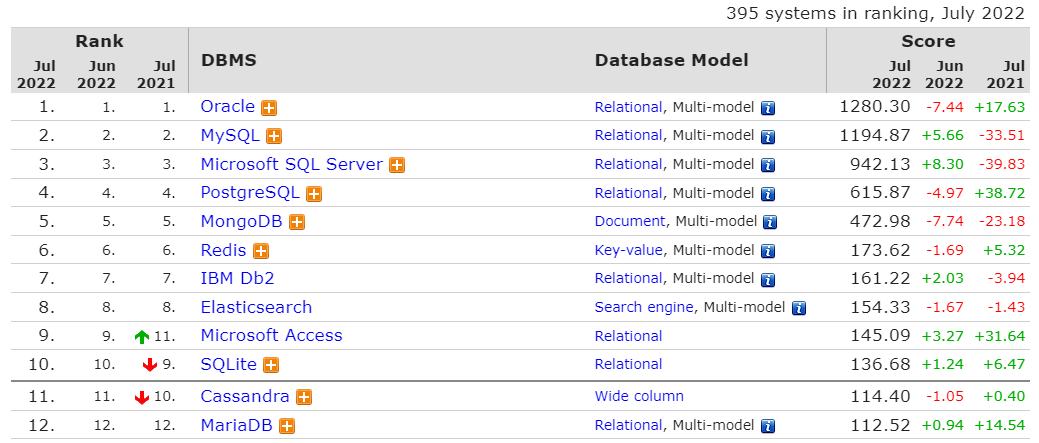 395 systems in ranking, July 2022
Rank DBMS Database Model Score
Jul Jun Jul Jul Jun Jul
2022 2022 2021 2022 2022 2021
1. 1. 1. Oracle Relational, Multi-model 1280.30 -7.44 +17.63
2. 2. 2. MySQL Relational, Multi-model 1194.87 +5.66 -33.51
3. 3. 3. Microsoft SQL Server Relational, Multi-model 942.13 +8.30 -39.83
4. 4. 4. PostgreSQL Relational, Multi-model 615.87 -4.97 +38.72
5. 5. 5. MongoDB Document, Multi-model 472.98 -7.74 -23.18
6. 6. 6. Redis Key-value, Multi-model 173.62 -1.69 +5.32
7. 7. 7. IBM Db2 Relational, Multi-model 161.22 +2.03 -3.94
8. 8. 8. Elasticsearch Search engine, Multi-model 154.33 -1.67 -1.43
9. 9. 11. Microsoft Access Relational 145.09 +3.27 +31.64
10. 10. 9. SQLite Relational 136.68 +1.24 +6.47
11. 11. 10. Cassandra Wide column 114.40 -1.05 +0.40
12. 12. 12. MariaDB Relational, Multi-model 112.52 +0.94 +14.54